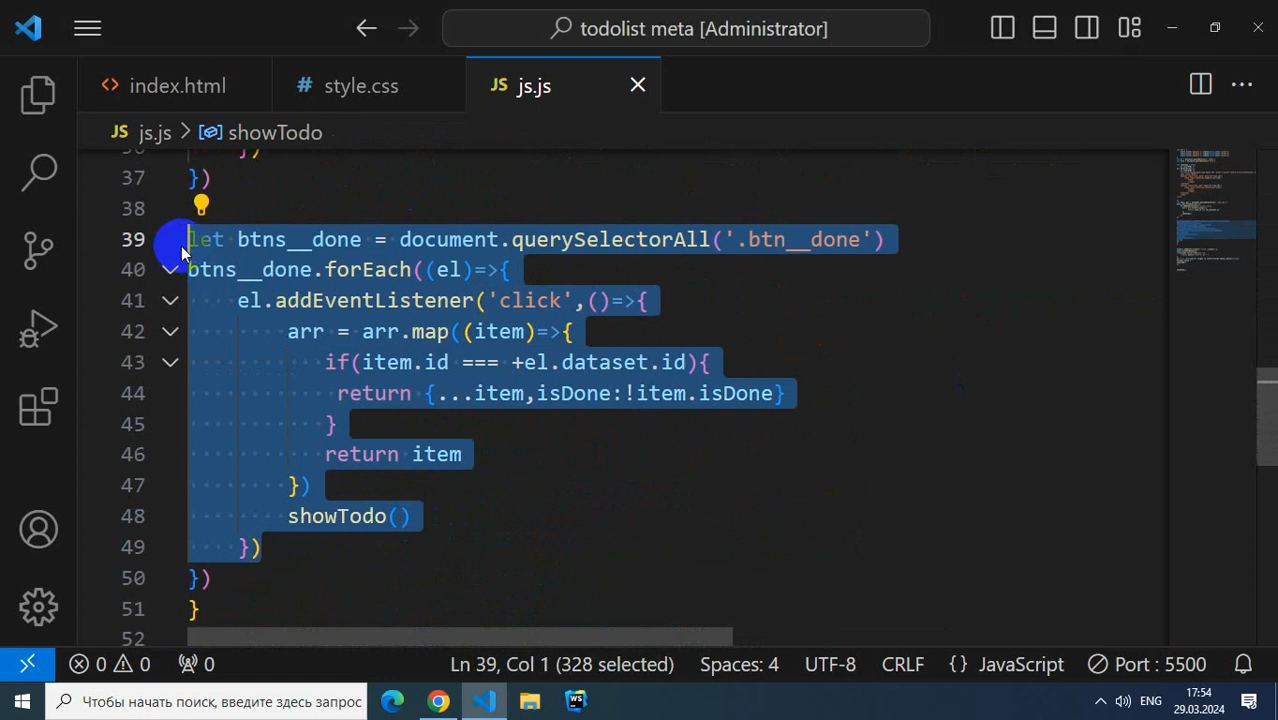 todolist meta [Administrator]
index.html
# style.css
JS js.js
JS js.js > showTodo
37 })
38
39 let btns__done = document.querySelectorAll('.btn__done')
40 btns__done.forEach((el)=>{
41 el.addEventListener('click',()=>{
42 arr = arr.map((item)=>{
43 if(item.id === +el.dataset.id){
44 return {...item,isDone:!item.isDone}
45 }
46 return item
47 })
48 showTodo()
49 })
50 })
51 }
52
0 0 0 Ln 39, Col 1 (328 selected) Spaces: 4 UTF-8 CRLF {} JavaScript Port : 5500
Чтобы начать поиск, введите здесь запрос
WS
ENG
17:54
29.03.2024